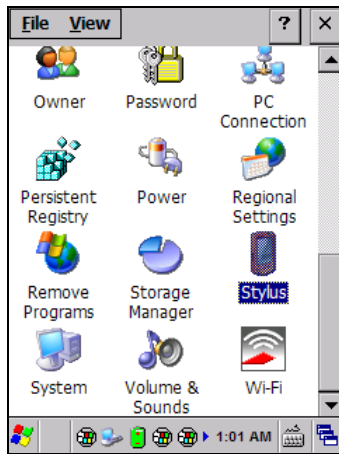 File View ? ×
Owner Password PC
Connection
Persistent Power Regional
Registry Settings
Remove Storage Stylus
Programs Manager
System Volume & Wi-Fi
Sounds
1:01 AM